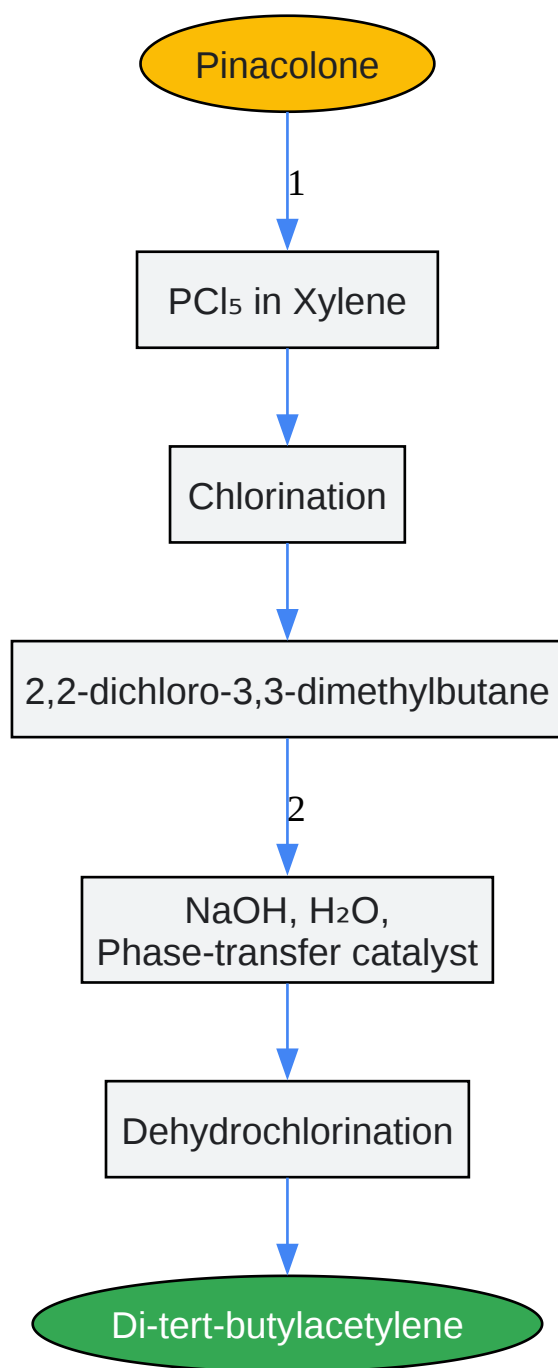 Pinacolone
1
PCl₅ in Xylene
Chlorination
2,2-dichloro-3,3-dimethylbutane
2
NaOH, H₂O,
Phase-transfer catalyst
Dehydrochlorination
Di-tert-butylacetylene